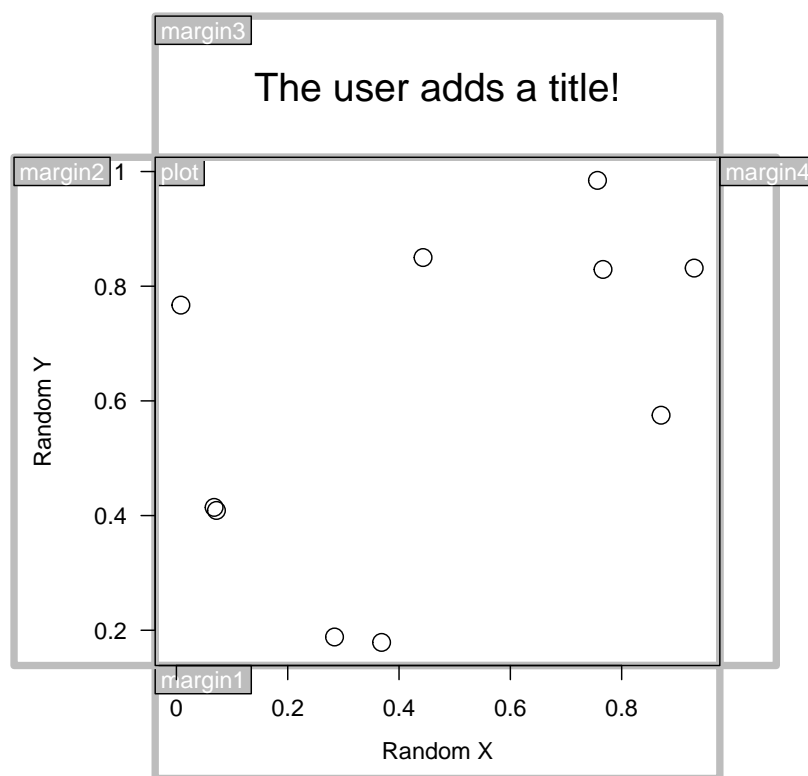 margin3
The user adds a title!
margin2
plot
margin4
1
0.8
0.6
0.4
0.2
Random Y
margin1
0 0.2 0.4 0.6 0.8
Random X